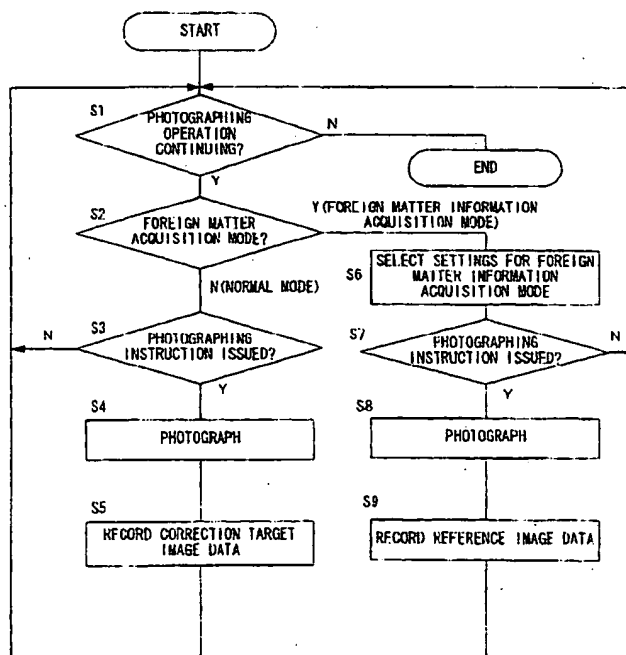 START
S1
PHOTOGRAPHING
OPERATION
CONTINUING?
N
END
Y
S2
FOREIGN MATTER
ACQUISITION MODE?
Y(FOREIGN MATTER INFORMATION
ACQUISITION MODE)
N(NORMAL MODE)
S6
SELECT SETTINGS FOR FOREIGN
MATTER INFORMATION
ACQUISITION MODE
S3
N
PHOTOGRAPHING
INSTRUCTION ISSUED?
Y
S7
PHOTOGRAPHING
INSTRUCTION ISSUED?
N
Y
S4
PHOTOGRAPH
S8
PHOTOGRAPH
S5
RECORD CORRECTION TARGET
IMAGE DATA
S9
RECORD REFERENCE IMAGE DATA